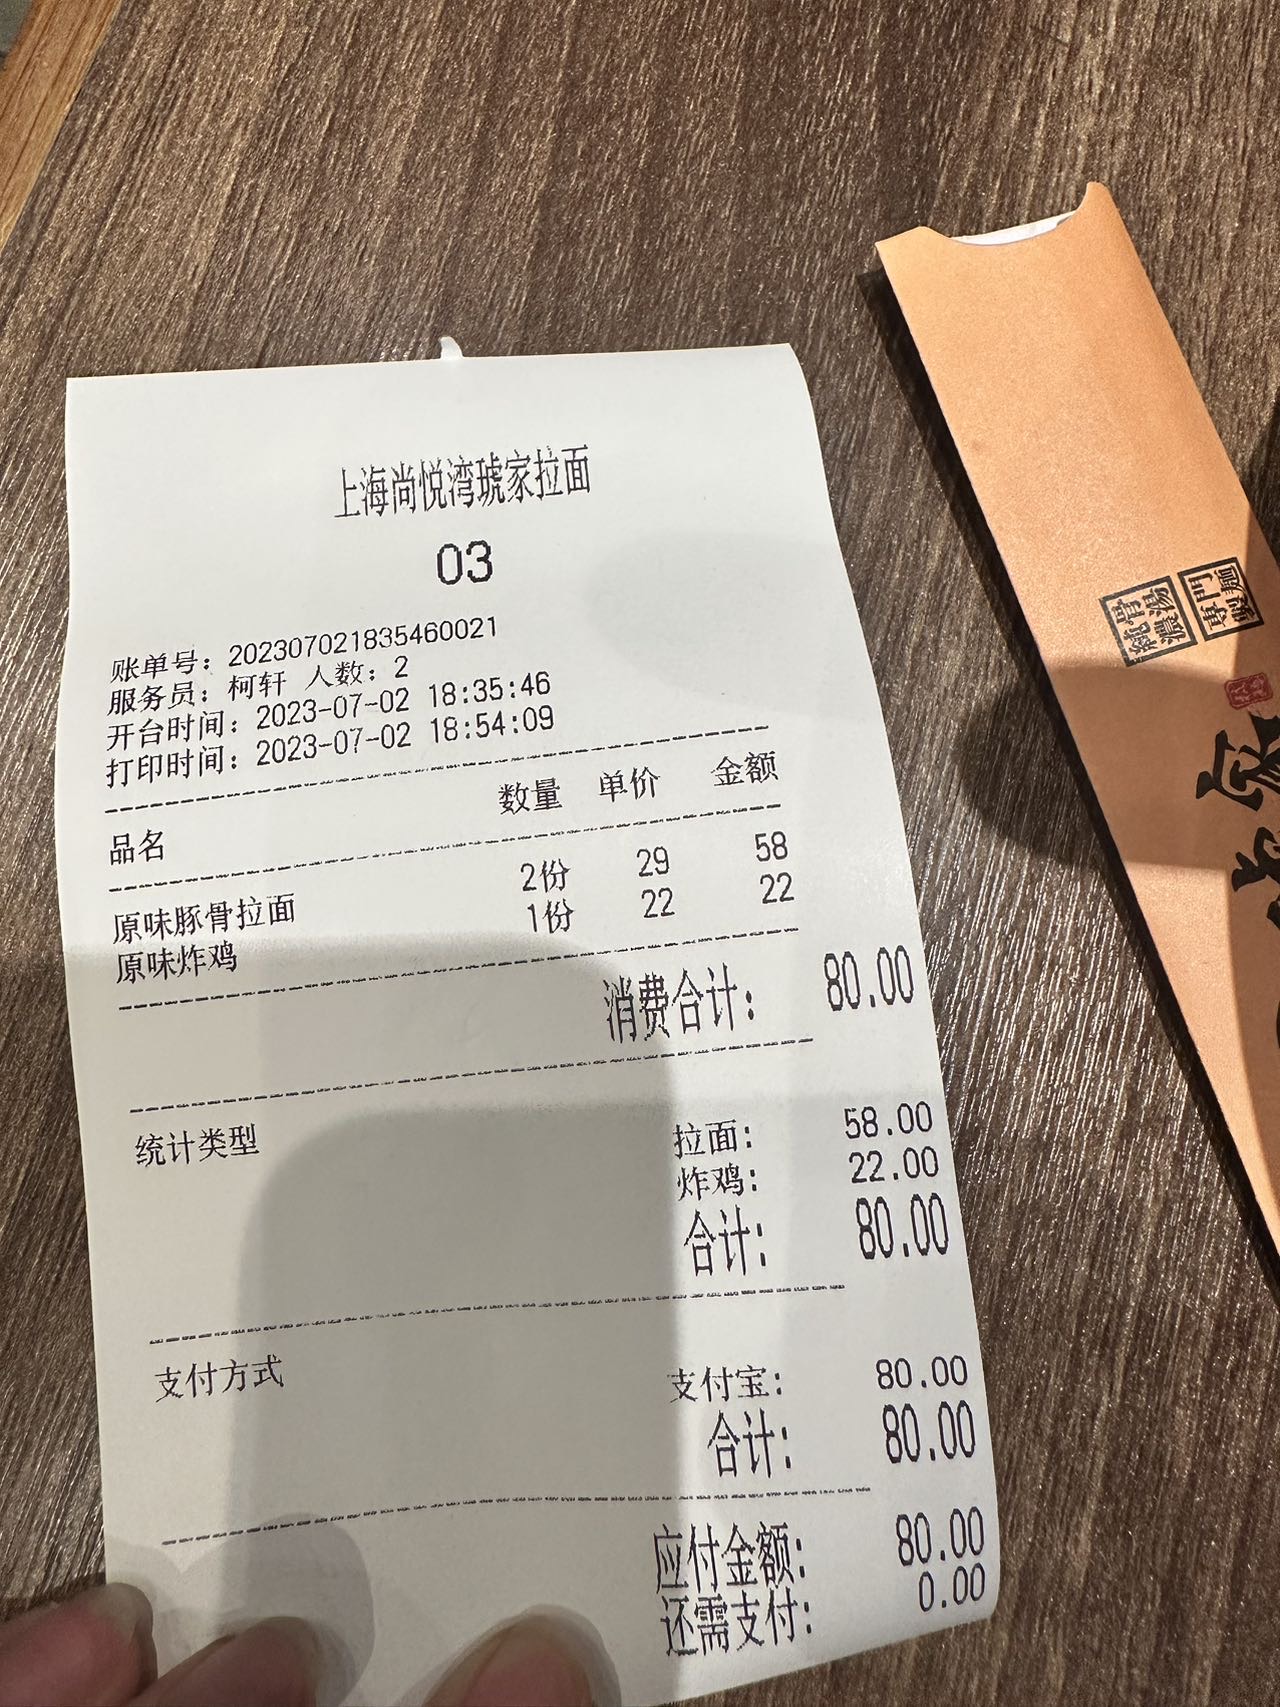 上海尚悦湾琥家拉面
03
账单号：202307021835460021
服务员：柯轩 人数：2
开台时间：2023-07-02 18:35:46
打印时间：2023-07-02 18:54:09
品名 数量 单价 金额
原味豚骨拉面 2份 29 58
原味炸鸡 1份 22 22
消费合计： 80.00
统计类型 拉面： 58.00
炸鸡： 22.00
合计： 80.00
支付方式 支付宝： 80.00
合计： 80.00
应付金额： 80.00
还需支付： 0.00
純厚
濃湯
專門
製麵
家